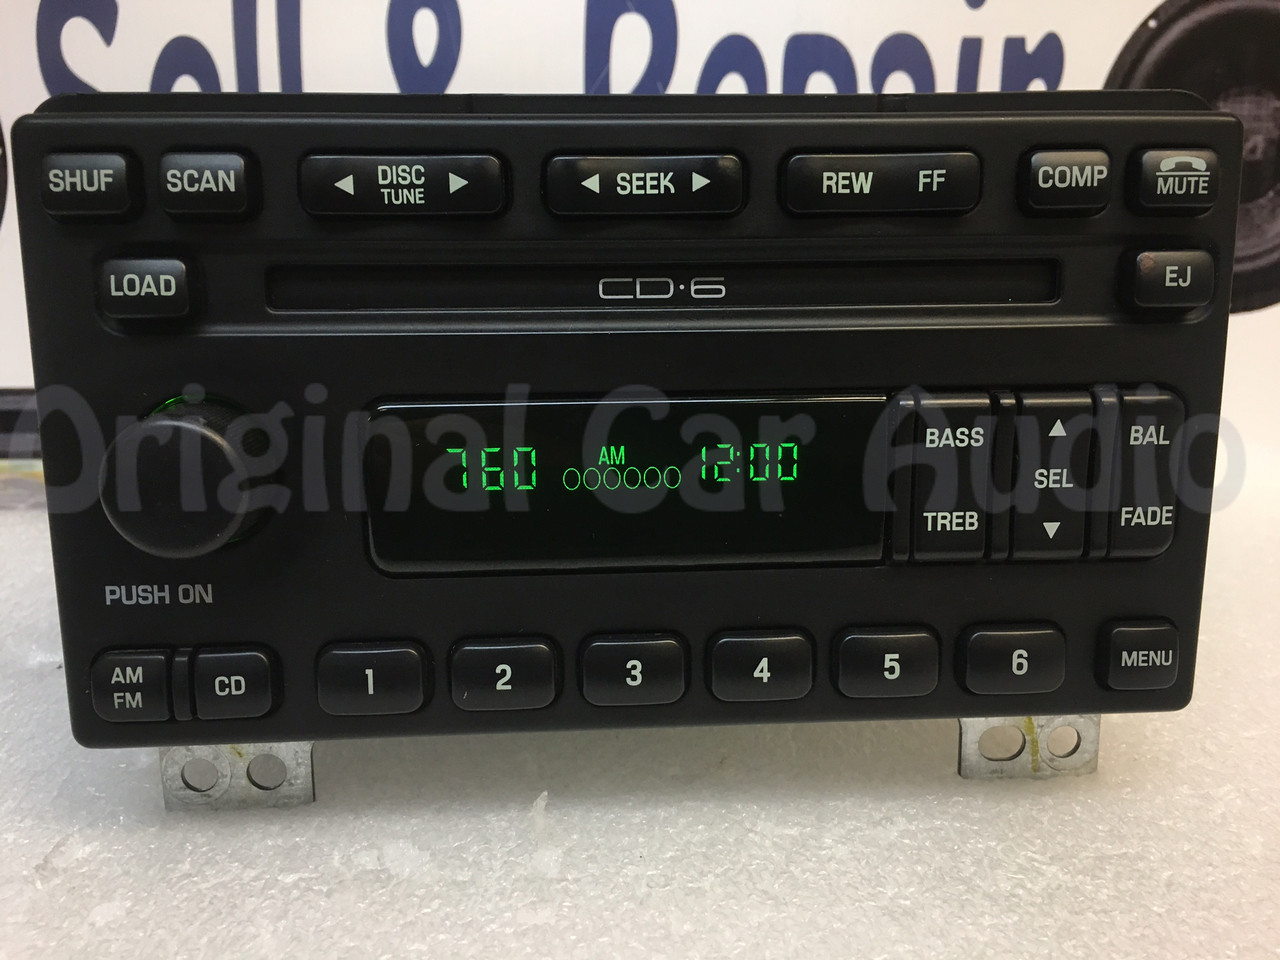 Sell & Repair
SHUF SCAN ◄ DISC TUNE ► ◄ SEEK ► REW FF COMP MUTE
LOAD CD·6 EJ
Original Car Audio
760 AM 12:00
BASS ▲ BAL
SEL
TREB ▼ FADE
PUSH ON
AM FM CD 1 2 3 4 5 6 MENU